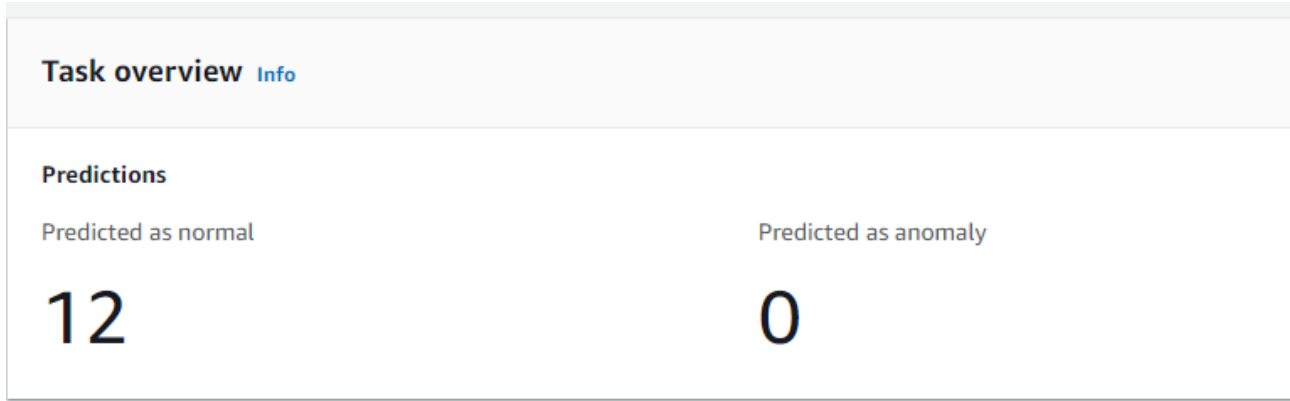 Task overview Info
Predictions
Predicted as normal
Predicted as anomaly
12
0